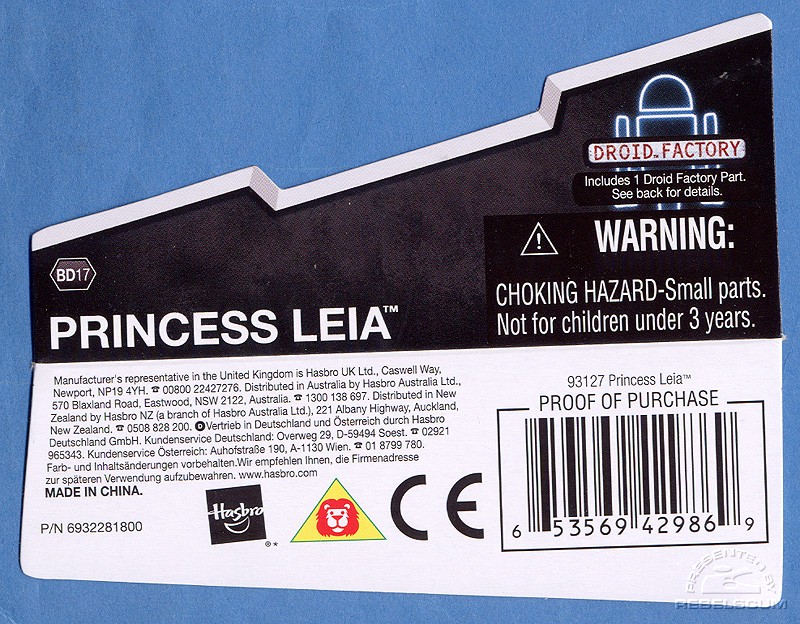 DROID™ FACTORY
Includes 1 Droid Factory Part.
See back for details.
WARNING:
CHOKING HAZARD-Small parts.
Not for children under 3 years.
BD17
PRINCESS LEIA™
Manufacturer's representative in the United Kingdom is Hasbro UK Ltd., Caswell Way,
Newport, NP19 4YH. ☎ 00800 22427276. Distributed in Australia by Hasbro Australia Ltd.,
570 Blaxland Road, Eastwood, NSW 2122, Australia. ☎ 1300 138 697. Distributed in New
Zealand by Hasbro NZ (a branch of Hasbro Australia Ltd.), 221 Albany Highway, Auckland,
New Zealand. ☎ 0508 828 200. D Vertrieb in Deutschland und Österreich durch Hasbro
Deutschland GmbH. Kundenservice Deutschland: Overweg 29, D-59494 Soest. ☎ 02921
965343. Kundenservice Österreich: Auhofstraße 190, A-1130 Wien. ☎ 01 8799 780.
Farb- und Inhaltsänderungen vorbehalten.Wir empfehlen Ihnen, die Firmenadresse
zur späteren Verwendung aufzubewahren. www.hasbro.com
MADE IN CHINA.
P/N 6932281800
Hasbro ®*
CE
93127 Princess Leia™
PROOF OF PURCHASE
6 53569 42986 9
PRESENTED BY
REBELSCUM